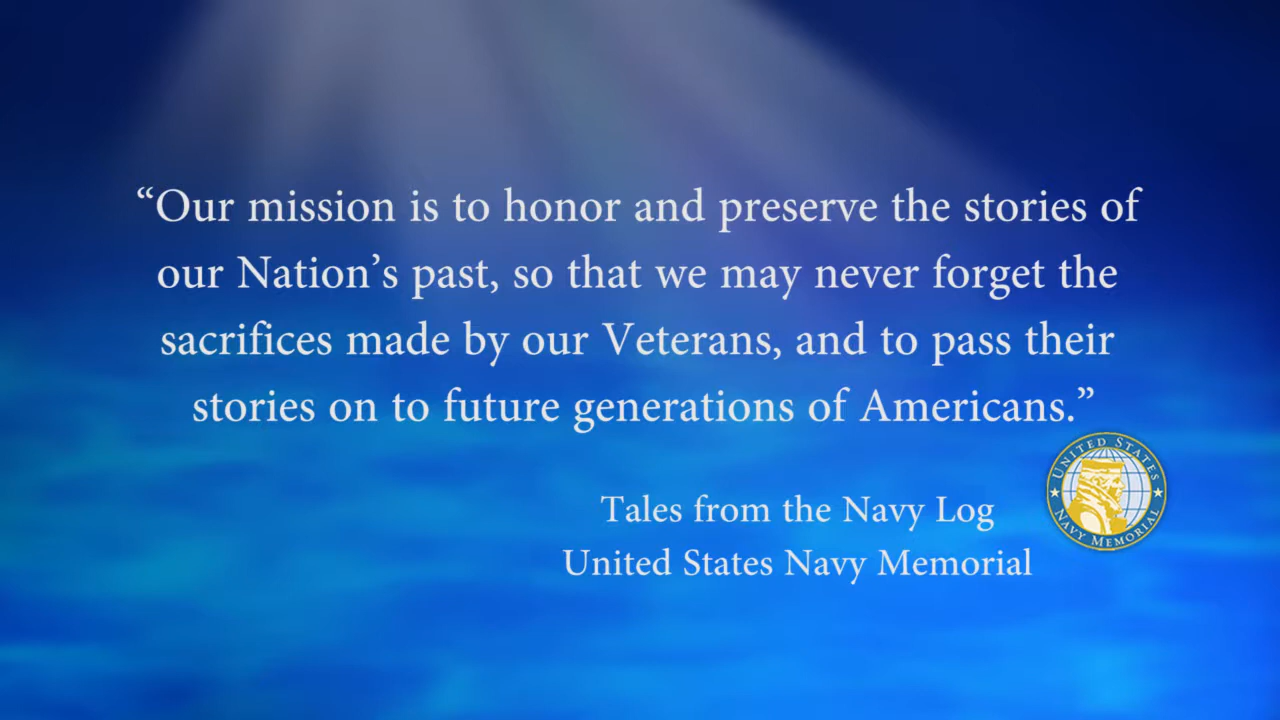 “Our mission is to honor and preserve the stories of
our Nation’s past, so that we may never forget the
sacrifices made by our Veterans, and to pass their
stories on to future generations of Americans.”
UNITED STATES
NAVY MEMORIAL
Tales from the Navy Log
United States Navy Memorial